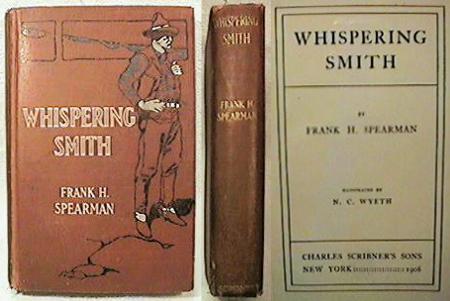 WHISPERING
SMITH
FRANK H.
SPEARMAN
WHISPERING
SMITH
FRANK H.
SPEARMAN
SCRIBNERS
WHISPERING
SMITH
BY
FRANK H. SPEARMAN
ILLUSTRATED BY
N. C. WYETH
CHARLES SCRIBNER'S SONS
NEW YORK 1906